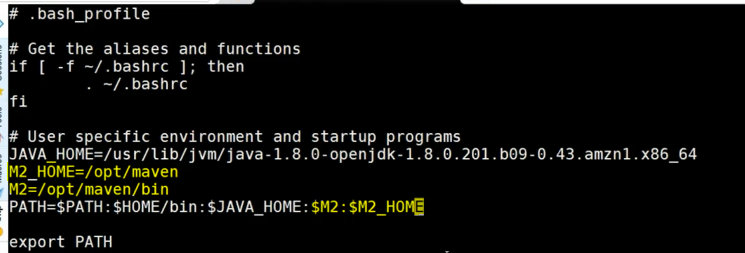 # .bash_profile
# Get the aliases and functions
if [ -f ~/.bashrc ]; then
        . ~/.bashrc
fi
# User specific environment and startup programs
JAVA_HOME=/usr/lib/jvm/java-1.8.0-openjdk-1.8.0.201.b09-0.43.amzn1.x86_64
M2_HOME=/opt/maven
M2=/opt/maven/bin
PATH=$PATH:$HOME/bin:$JAVA_HOME:$M2:$M2_HOME
export PATH